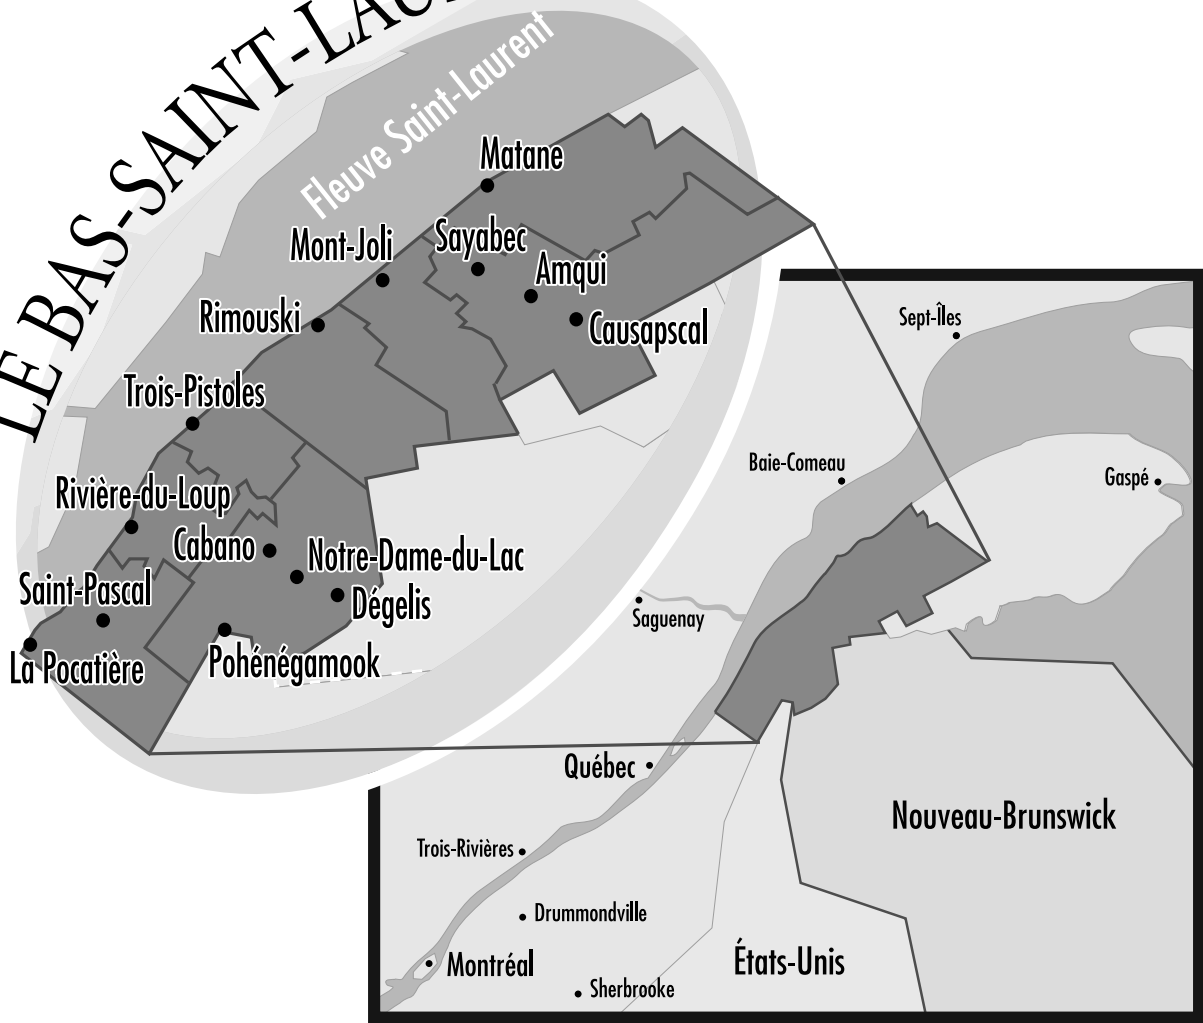 LE BAS-SAINT-LAU
Fleuve Saint-Laurent
Matane
Mont-Joli
Sayabec
Amqui
Rimouski
Causapscal
Trois-Pistoles
Rivière-du-Loup
Cabano
Notre-Dame-du-Lac
Saint-Pascal
Dégelis
La Pocatière
Pohénégamook
Sept-Îles
Baie-Comeau
Gaspé
Saguenay
Québec
Nouveau-Brunswick
Trois-Rivières
Drummondville
Montréal
États-Unis
Sherbrooke